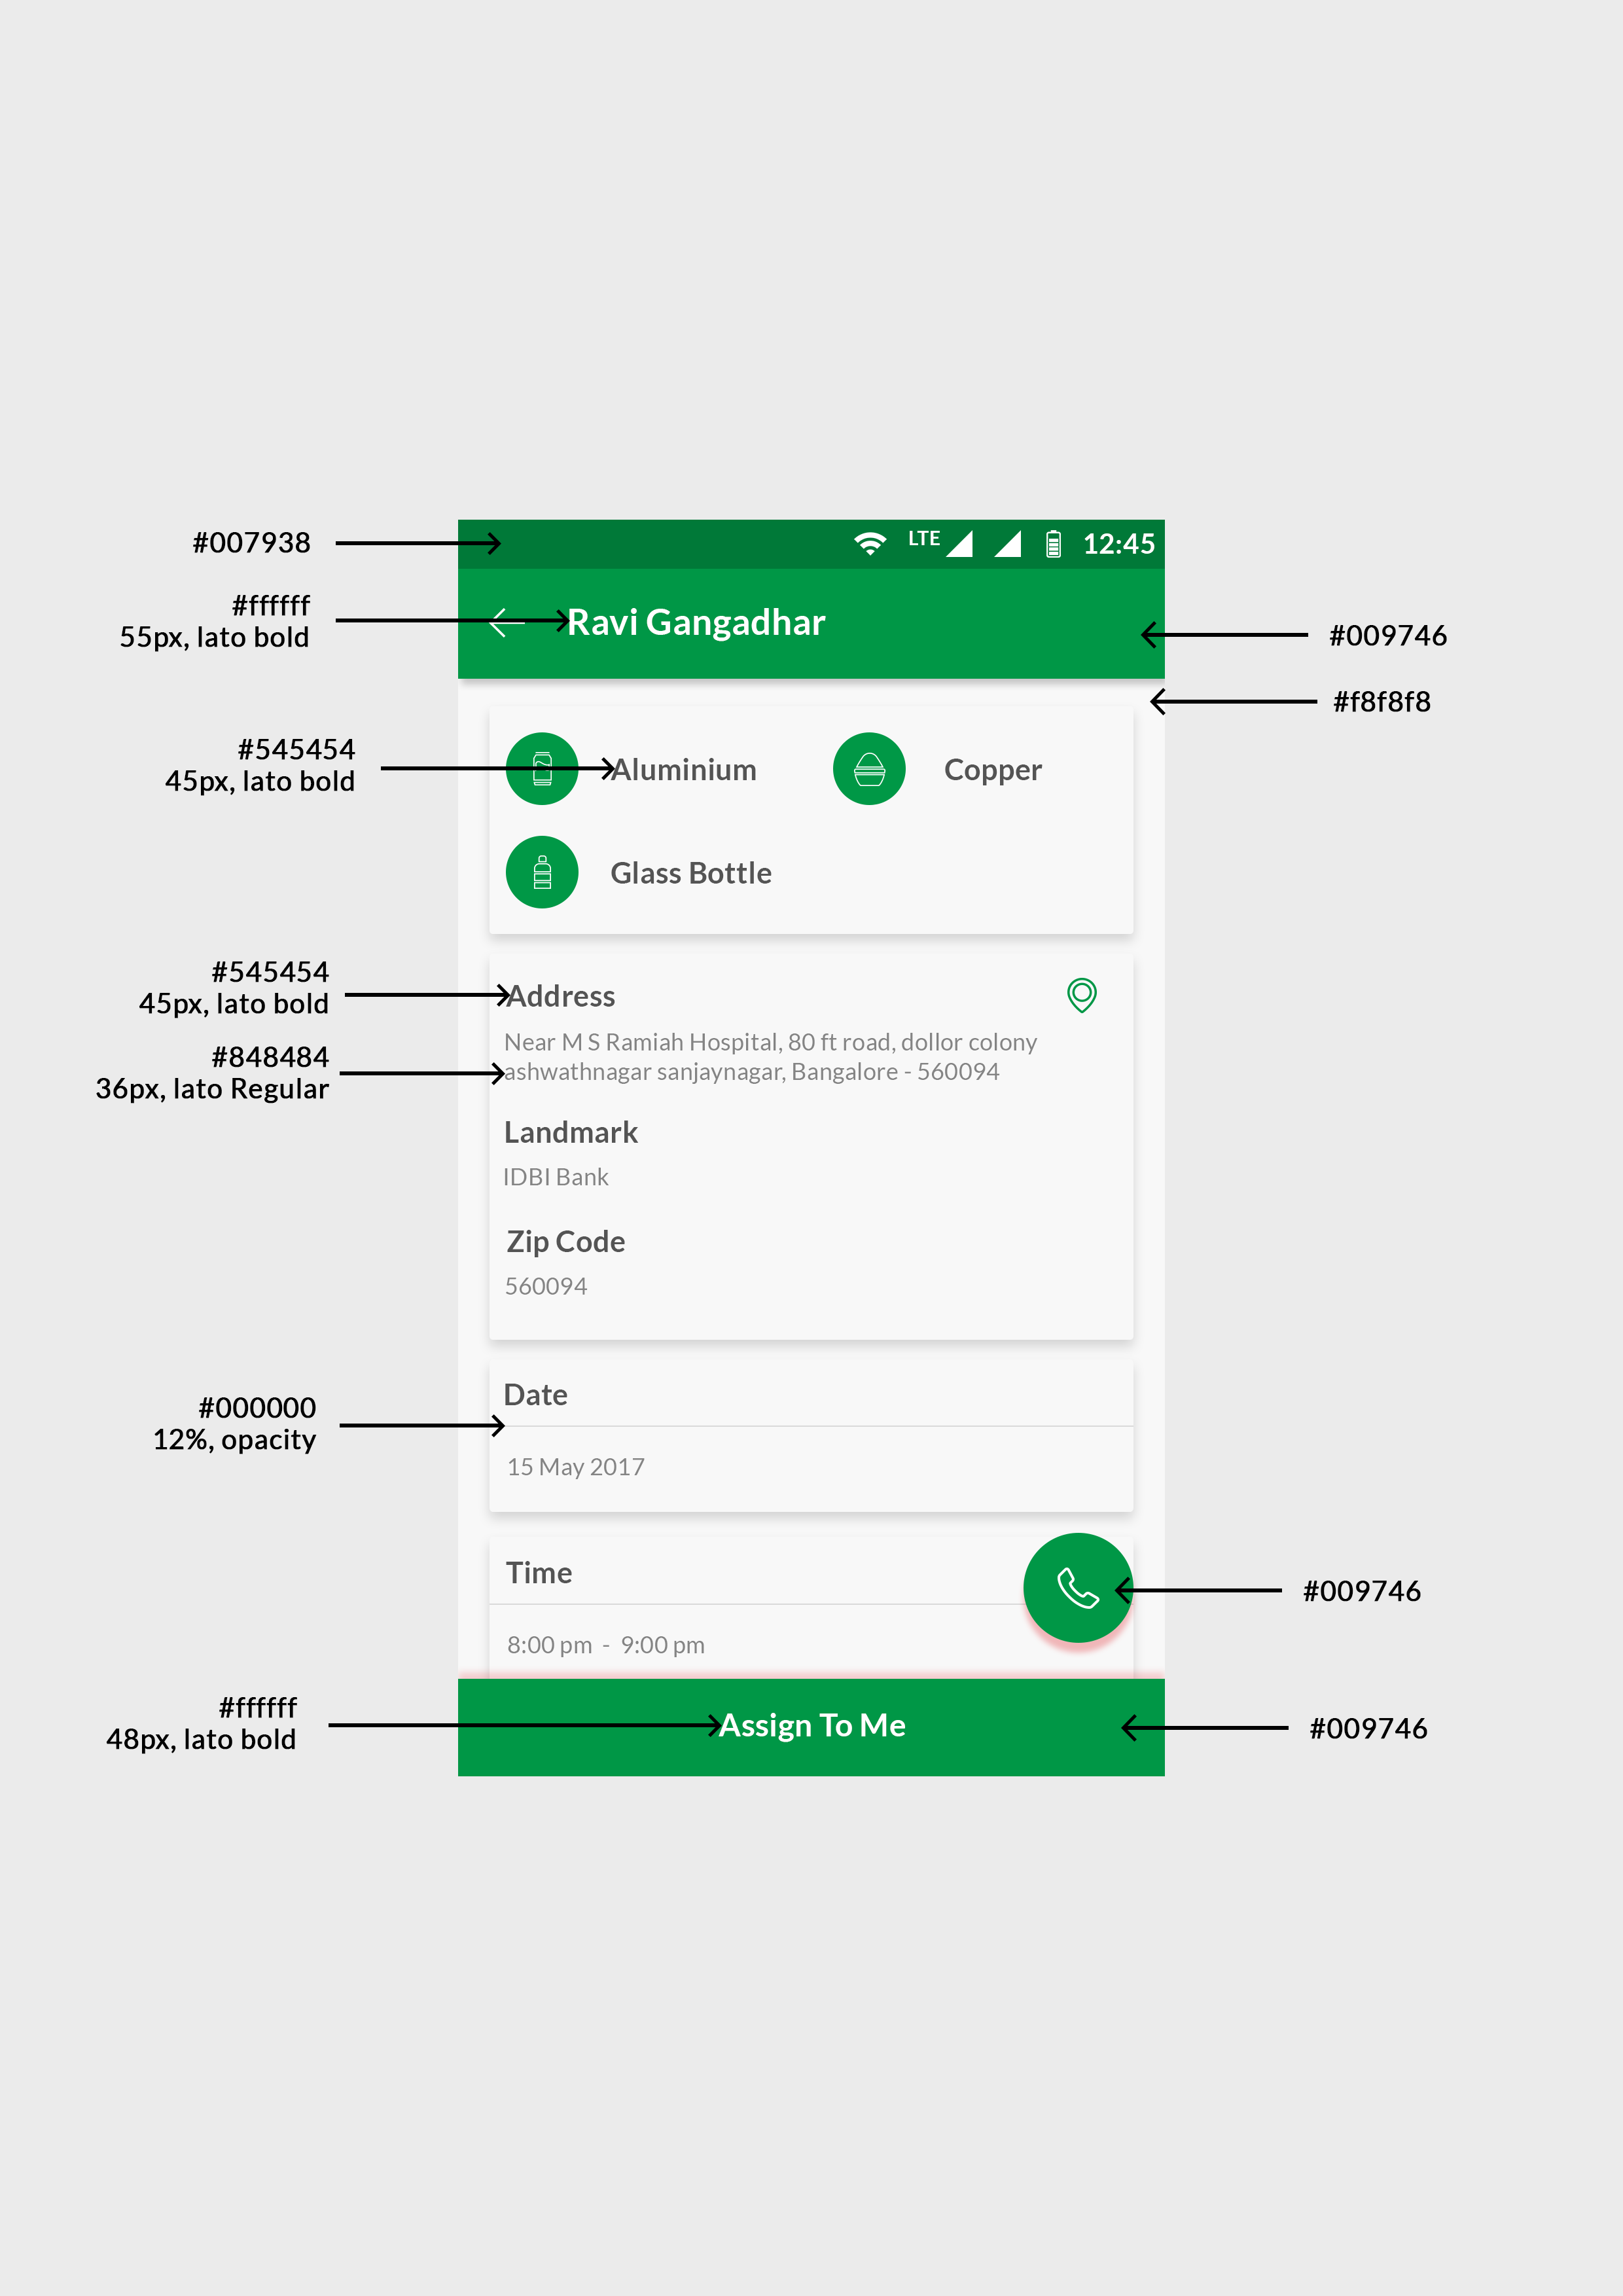 #007938
LTE
12:45
#ffffff
55px, lato bold
Ravi Gangadhar
#009746
#f8f8f8
#545454
45px, lato bold
Aluminium
Copper
Glass Bottle
#545454
45px, lato bold
Address
#848484
36px, lato Regular
Near M S Ramiah Hospital, 80 ft road, dollor colony
ashwathnagar sanjaynagar, Bangalore - 560094
Landmark
IDBI Bank
Zip Code
560094
Date
#000000
12%, opacity
15 May 2017
Time
#009746
8:00 pm - 9:00 pm
#ffffff
48px, lato bold
Assign To Me
#009746